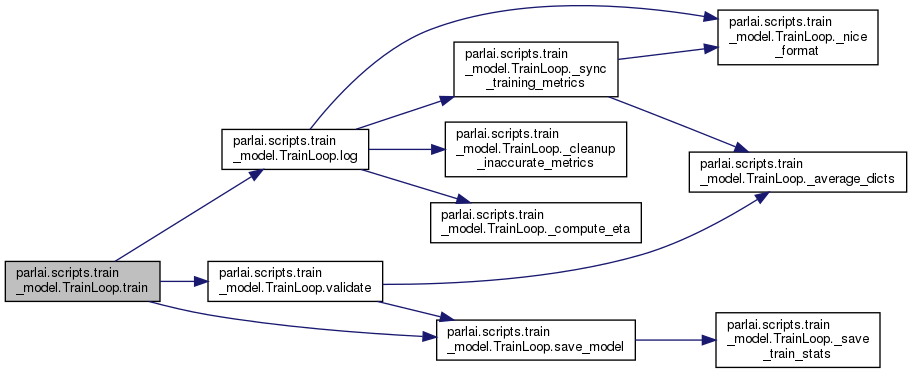 parlai.scripts.train
_model.TrainLoop._nice
_format
parlai.scripts.train
_model.TrainLoop._sync
_training_metrics
parlai.scripts.train
_model.TrainLoop.log
parlai.scripts.train
_model.TrainLoop._cleanup
_inaccurate_metrics
parlai.scripts.train
_model.TrainLoop._average_dicts
parlai.scripts.train
_model.TrainLoop._compute_eta
parlai.scripts.train
_model.TrainLoop.train
parlai.scripts.train
_model.TrainLoop.validate
parlai.scripts.train
_model.TrainLoop.save_model
parlai.scripts.train
_model.TrainLoop._save
_train_stats